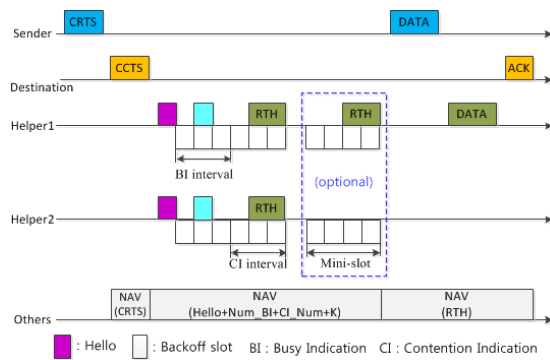 Sender
CRTS
DATA
CCTS
ACK
Destination
Helper1
RTH
RTH
DATA
BI interval
(optional)
Helper2
RTH
CI interval
Mini-slot
Others
NAV
(CRTS)
NAV
(Hello+Num_BI+CI_Num+K)
NAV
(RTH)
: Hello
: Backoff slot
BI : Busy Indication
CI : Contention Indication